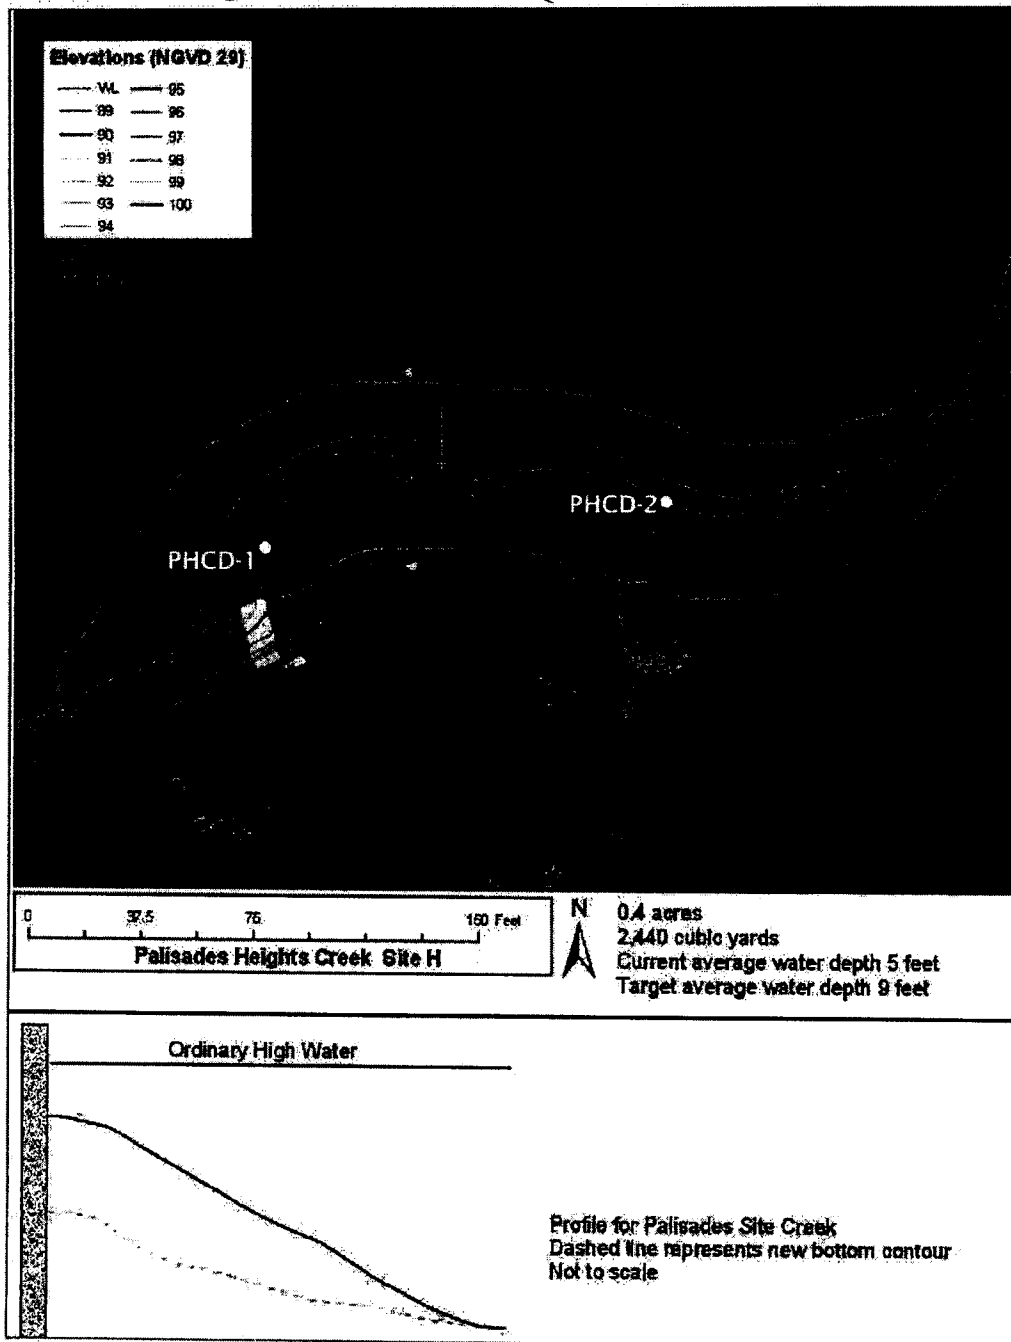 Elevations (NGVD 29)
WL 95
89 96
90 97
91 98
92 99
93 100
94
PHCD-2
PHCD-1
0 37.5 75 150 Feet
Palisades Heights Creek Site H
N
0.4 acres
2,440 cubic yards
Current average water depth 5 feet
Target average water depth 9 feet
Ordinary High Water
Profile for Palisades Site Creek
Dashed line represents new bottom contour
Not to scale